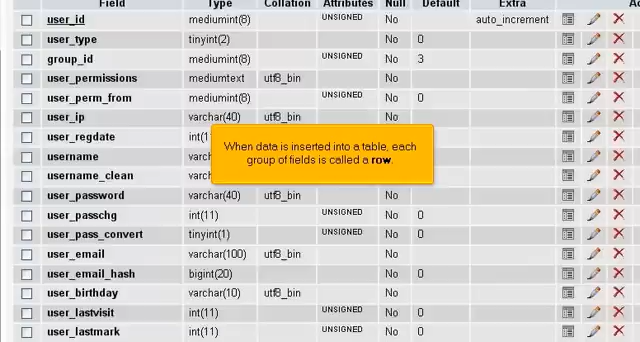 Field Type Collation Attributes Null Default Extra
user_id mediumint(8) UNSIGNED No auto_increment
user_type tinyint(2) No 0
group_id mediumint(8) UNSIGNED No 3
user_permissions mediumtext utf8_bin No
user_perm_from mediumint(8) UNSIGNED No 0
user_ip varchar(40) utf8_bin No
user_regdate int(1
username varch
username_clean varch
When data is inserted into a table, each
group of fields is called a row.
user_password varchar(40) utf8_bin No
user_passchg int(11) UNSIGNED No 0
user_pass_convert tinyint(1) UNSIGNED No 0
user_email varchar(100) utf8_bin No
user_email_hash bigint(20) No 0
user_birthday varchar(10) utf8_bin No
user_lastvisit int(11) UNSIGNED No 0
user_lastmark int(11) UNSIGNED No 0